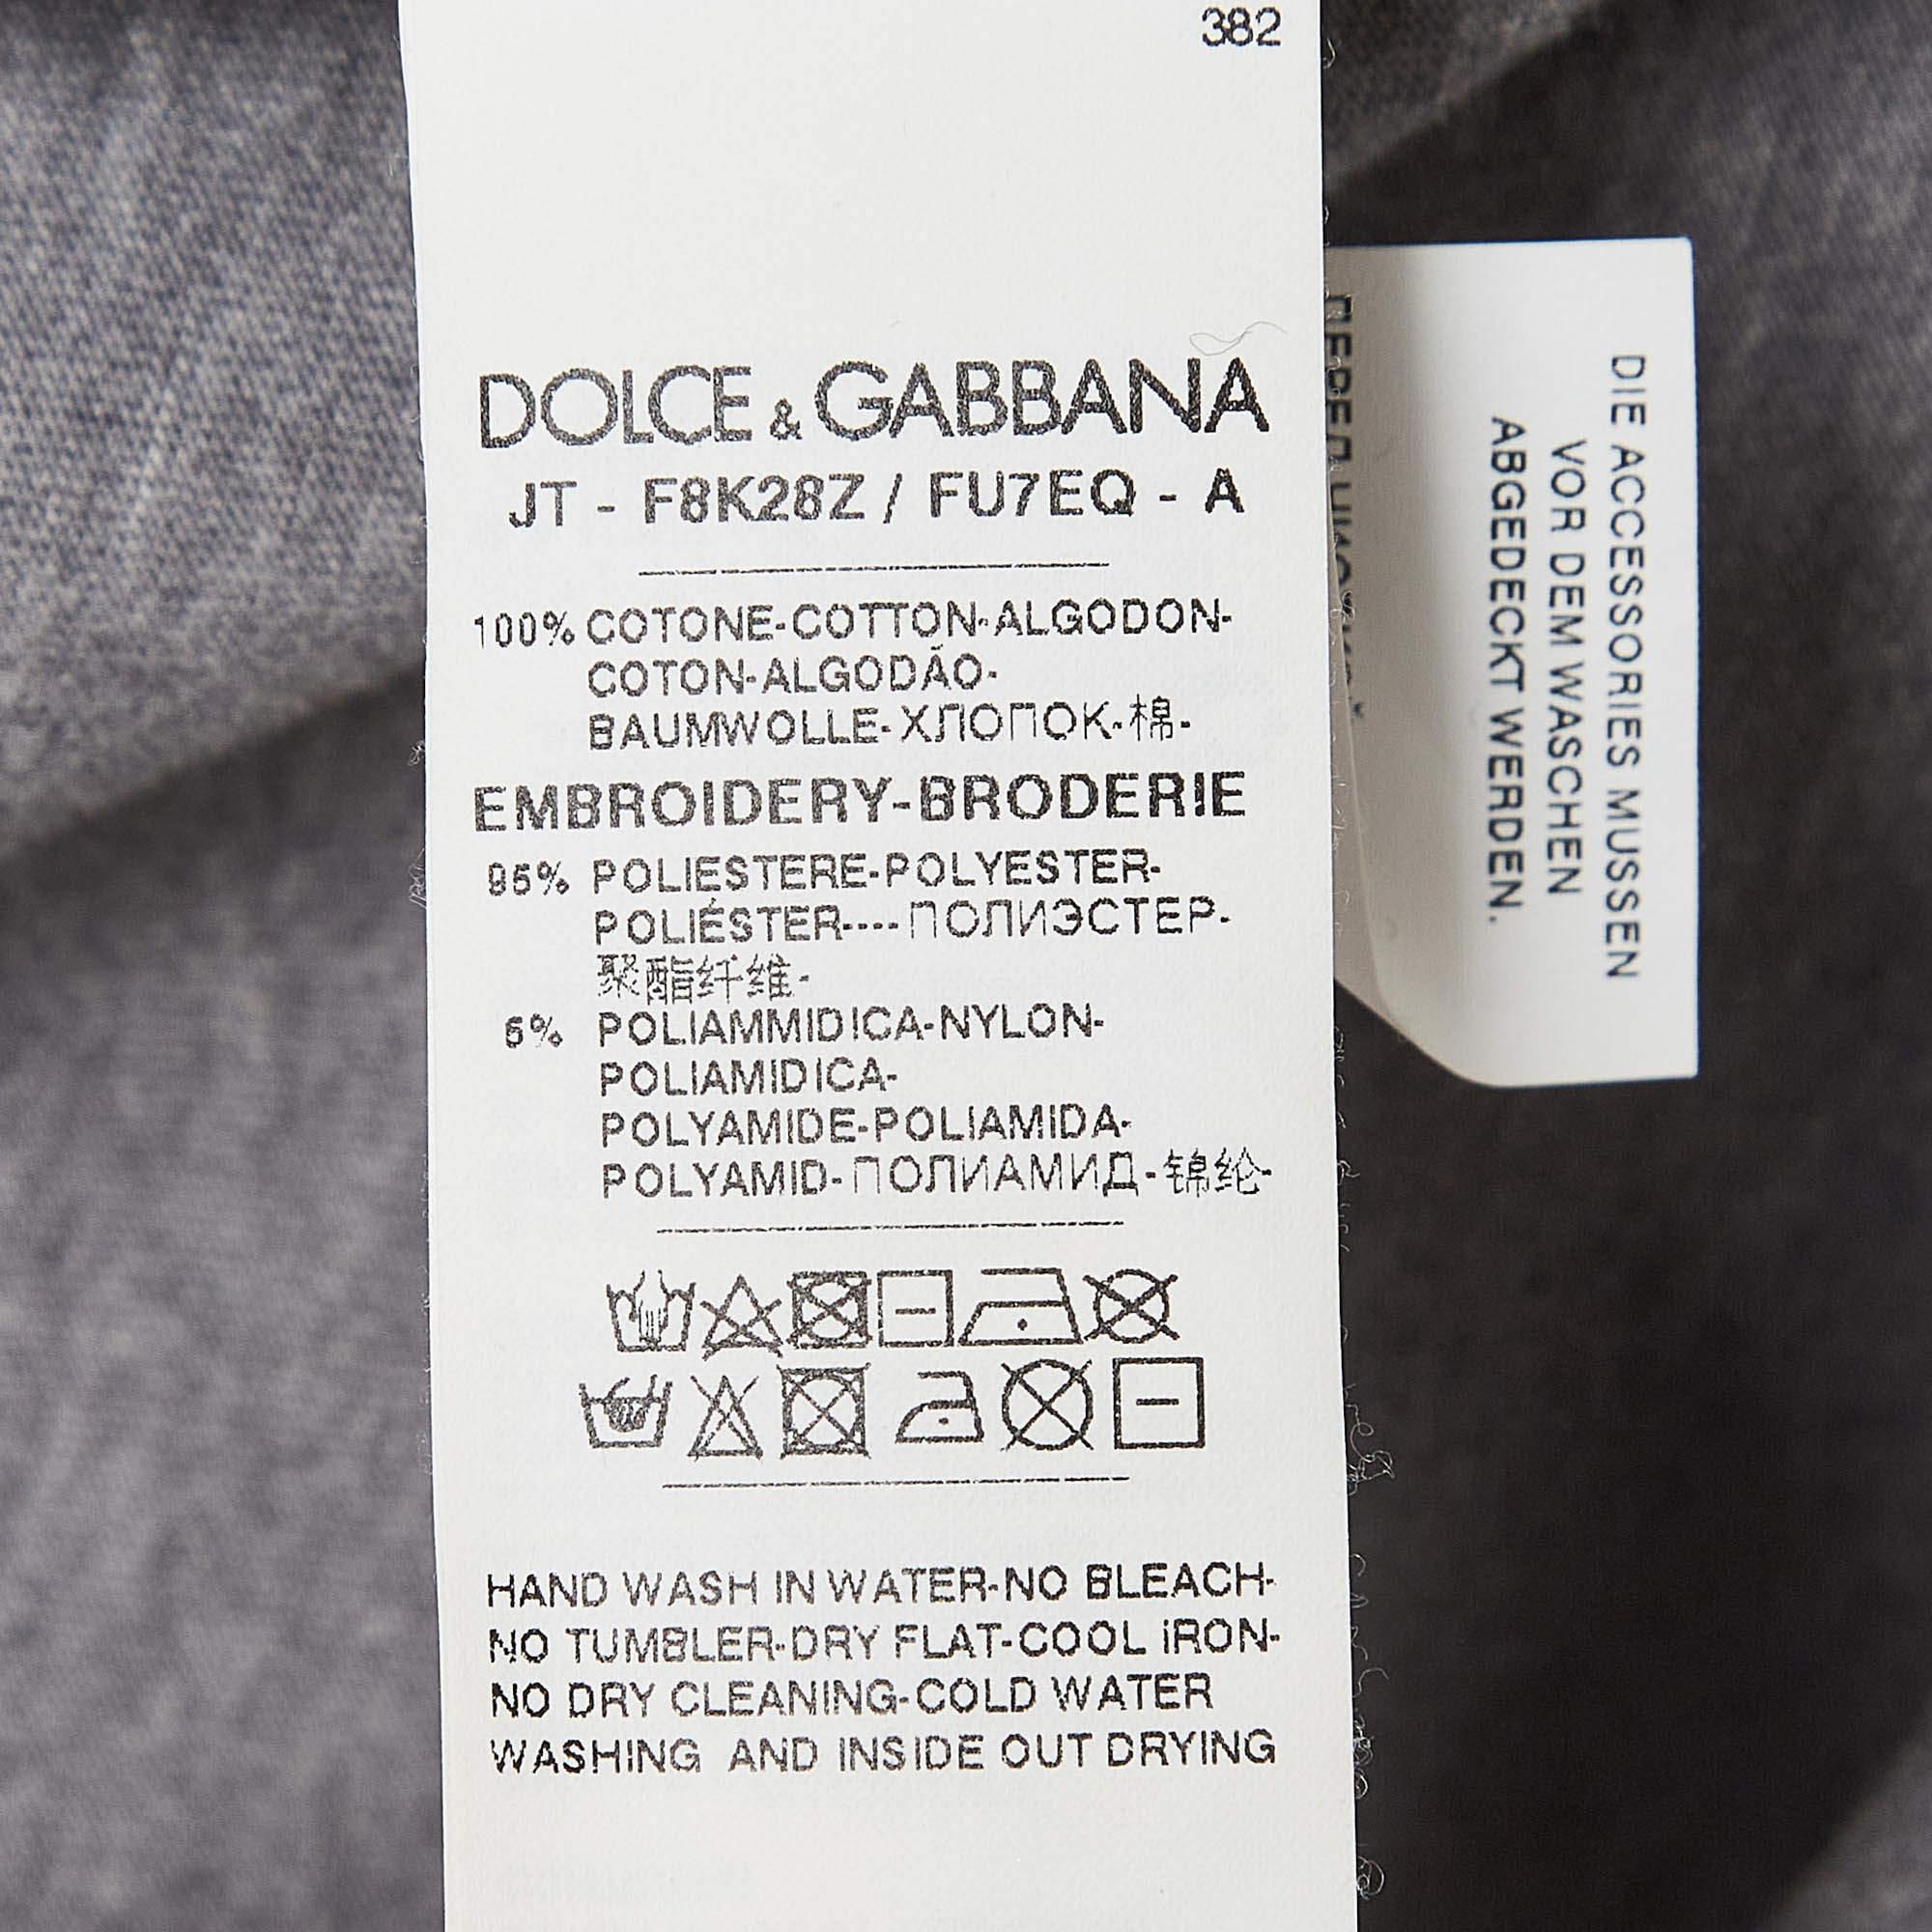 382
DOLCE & GABBANA
JT - F8K28Z / FU7EQ - A
100% COTONE-COTTON-ALGODON-
COTON-ALGODÃO-
BAUMWOLLE-ХЛОПОК-棉-
EMBROIDERY-BRODERIE
95% POLIESTERE-POLYESTER-
POLIÉSTER----ПОЛИЭСТЕР-
聚酯纤维-
5% POLIAMMIDICA-NYLON-
POLIAMIDICA-
POLYAMIDE-POLIAMIDA-
POLYAMID-ПОЛИАМИД-锦纶-
HAND WASH IN WATER-NO BLEACH-
NO TUMBLER-DRY FLAT-COOL IRON-
NO DRY CLEANING-COLD WATER
WASHING AND INSIDE OUT DRYING
DIE ACCESSORIES MUSSEN
VOR DEM WASCHEN
ABGEDECKT WERDEN.